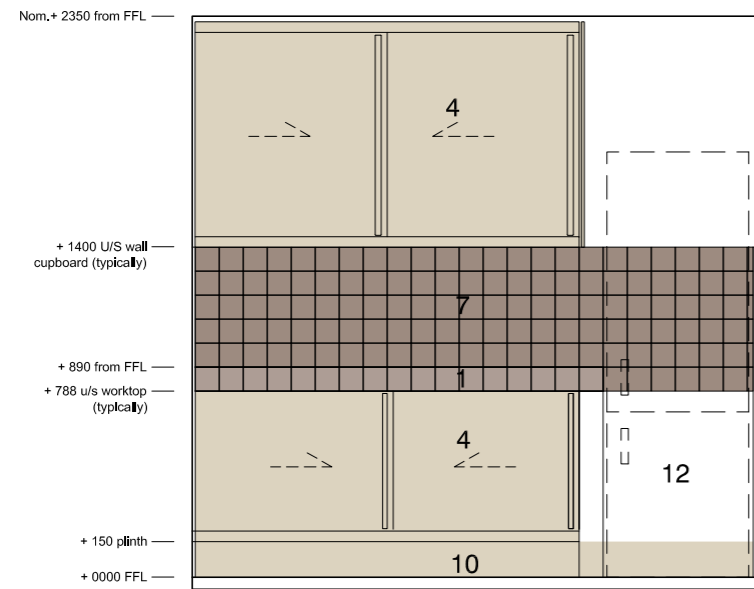 Nom.+ 2350 from FFL
4
+ 1400 U/S wall
cupboard (typically)
7
+ 890 from FFL
1
+ 788 u/s worktop
(typically)
4
12
+ 150 plinth
10
+ 0000 FFL